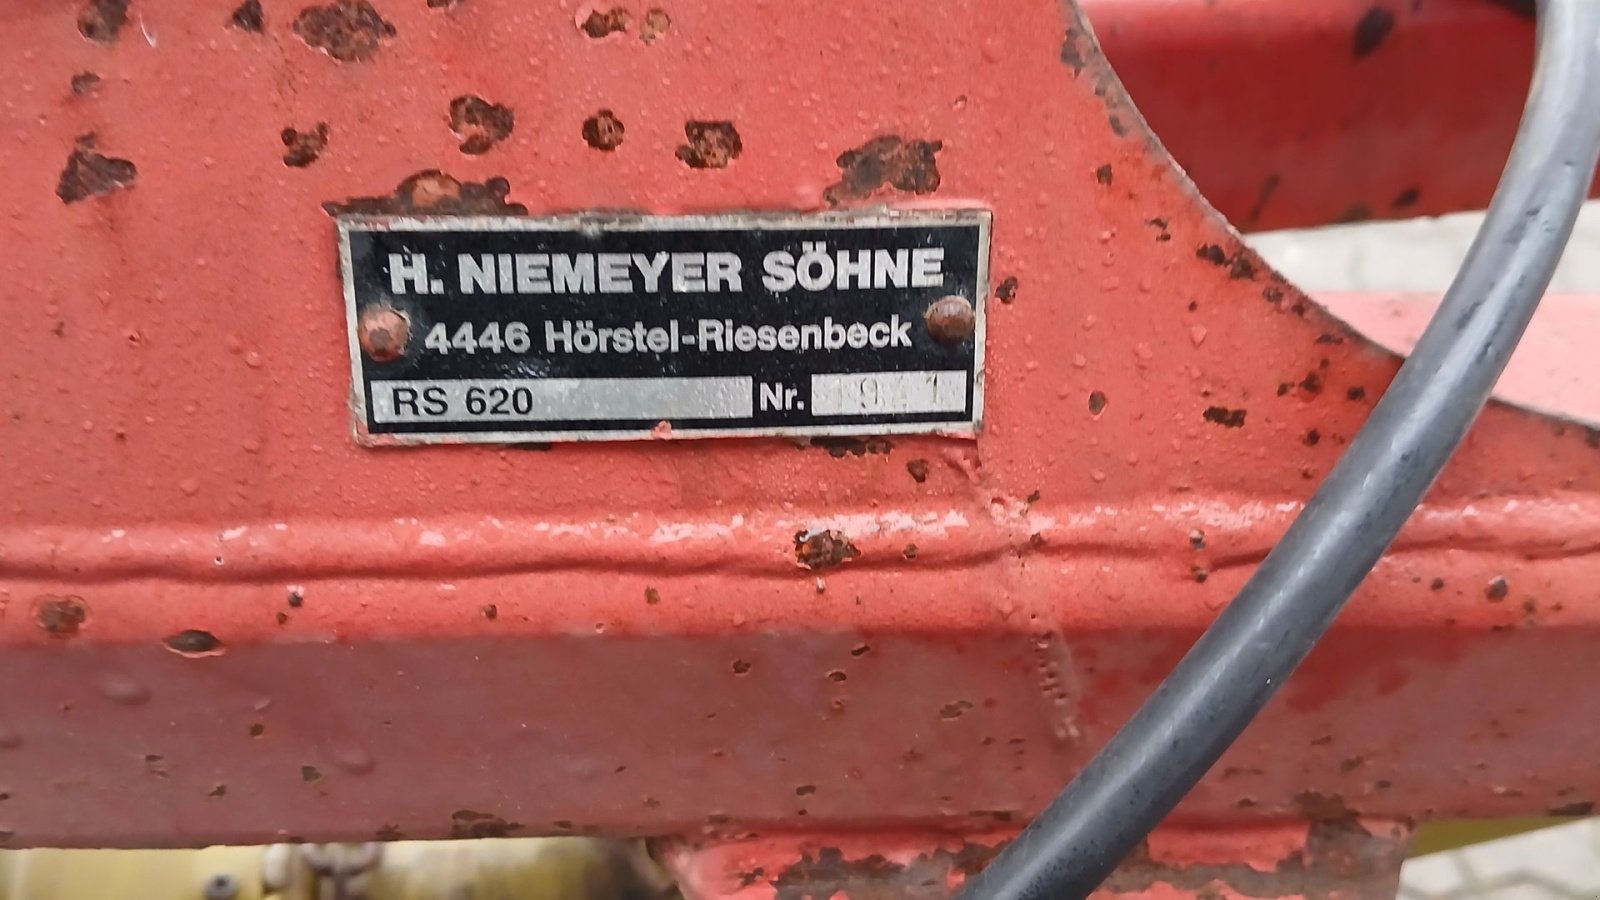 H. NIEMEYER SÖHNE
4446 Hörstel-Riesenbeck
RS 620 Nr.